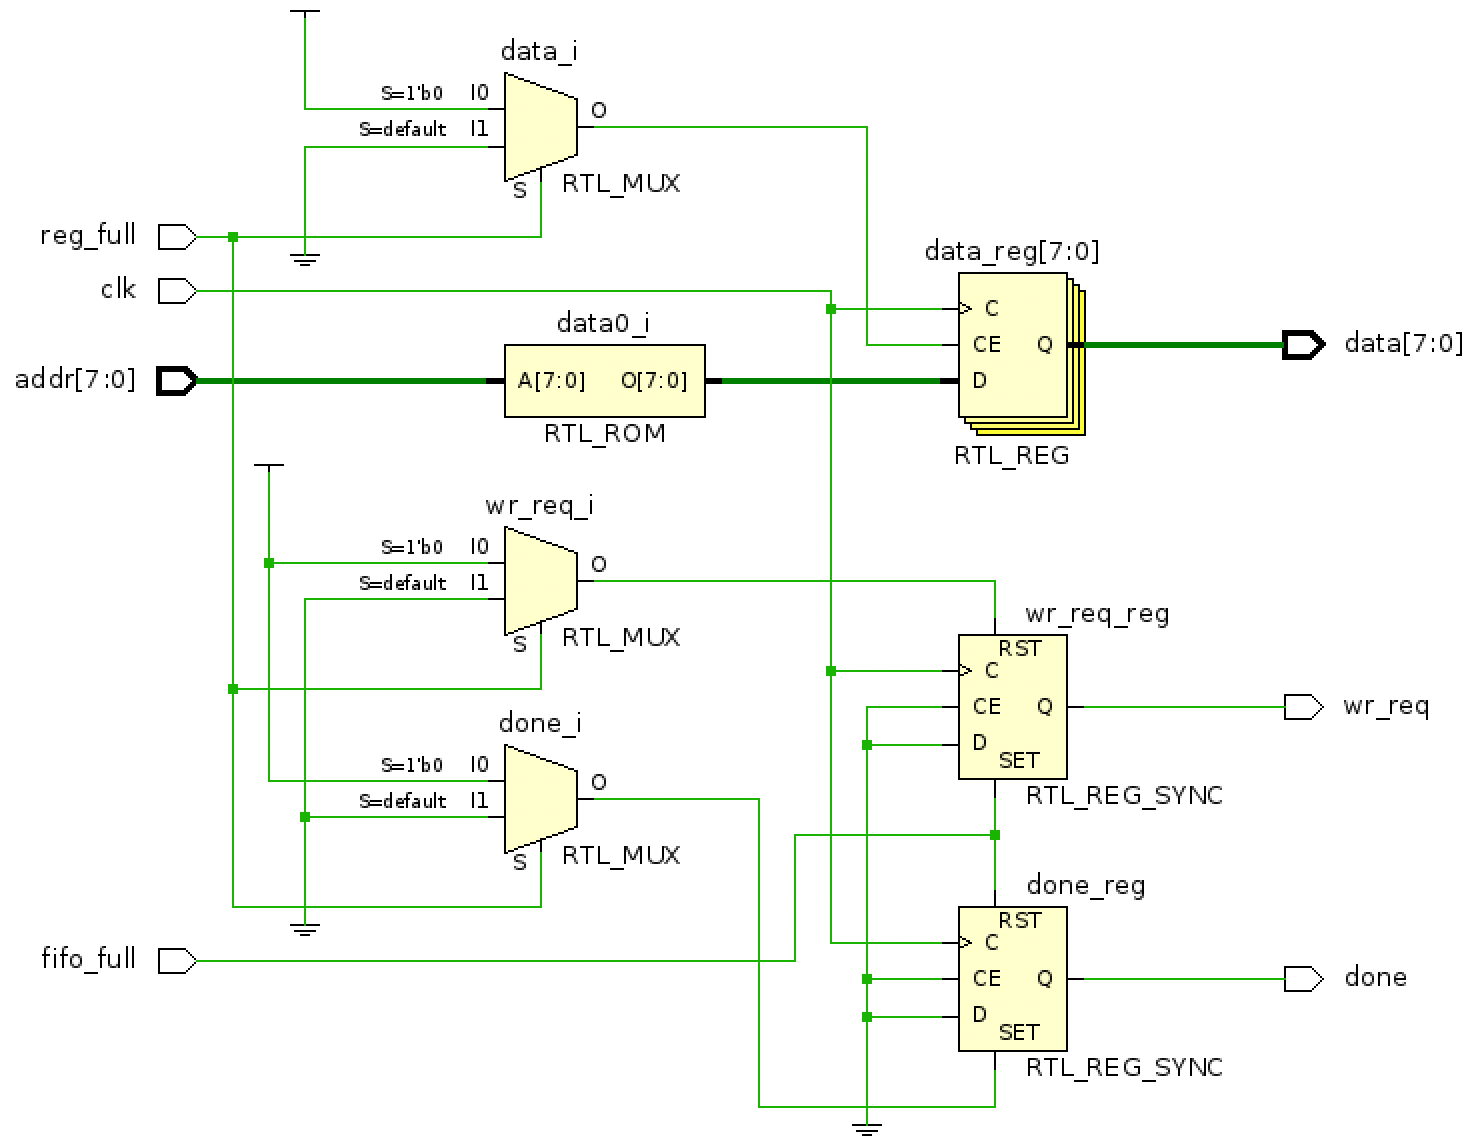 data_i
S=1'b0 I0
S=default I1
O
S
RTL_MUX
reg_full
clk
addr[7:0]
data0_i
A[7:0] O[7:0]
RTL_ROM
data_reg[7:0]
C
CE Q
D
RTL_REG
data[7:0]
wr_req_i
S=1'b0 I0
S=default I1
O
S
RTL_MUX
wr_req_reg
RST
C
CE Q
D
SET
RTL_REG_SYNC
wr_req
done_i
S=1'b0 I0
S=default I1
O
S
RTL_MUX
fifo_full
done_reg
RST
C
CE Q
D
SET
RTL_REG_SYNC
done